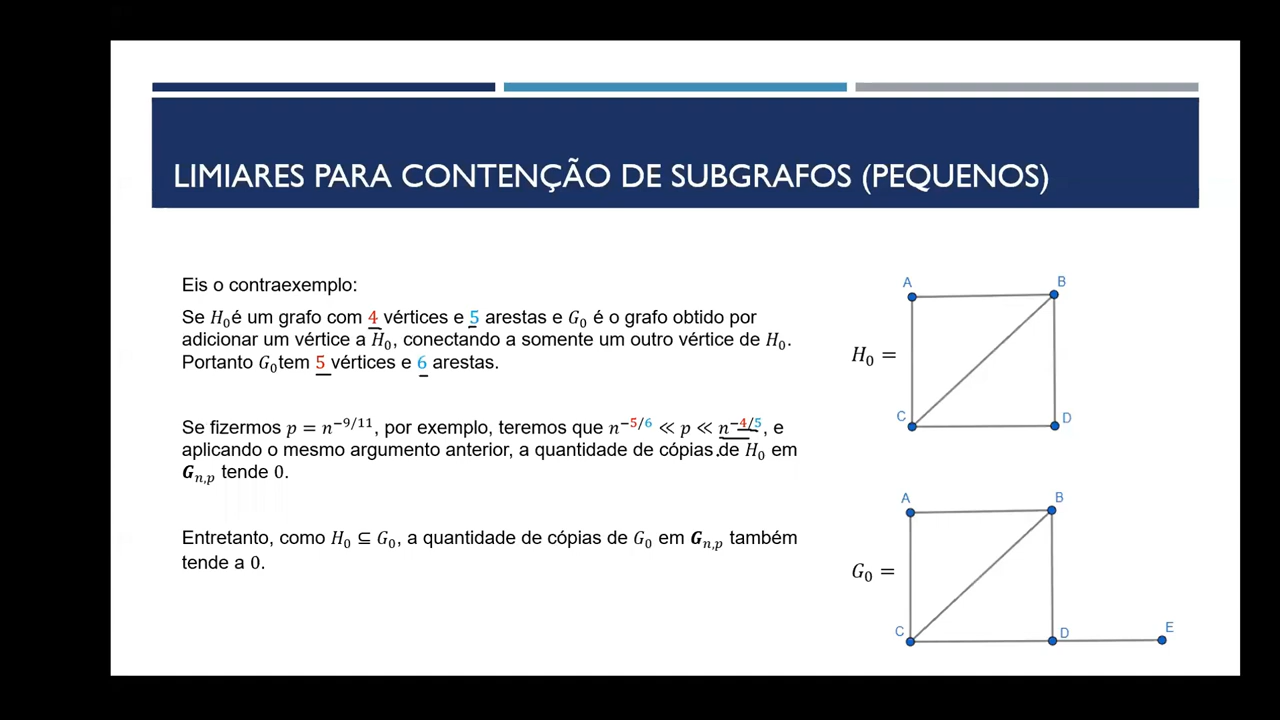 LIMIARES PARA CONTENÇÃO DE SUBGRAFOS (PEQUENOS)
Eis o contraexemplo:
Se H₀é um grafo com 4 vértices e 5 arestas e G₀ é o grafo obtido por
adicionar um vértice a H₀, conectando a somente um outro vértice de H₀.
Portanto G₀tem 5 vértices e 6 arestas.
Se fizermos p = n^{−9/11}, por exemplo, teremos que n^{−5/6} ≪ p ≪ n^{−4/5}, e
aplicando o mesmo argumento anterior, a quantidade de cópias de H₀ em
G_{n,p} tende 0.
Entretanto, como H₀ ⊆ G₀, a quantidade de cópias de G₀ em G_{n,p} também
tende a 0.
A
B
H₀ =
C
D
A
B
G₀ =
C
D
E